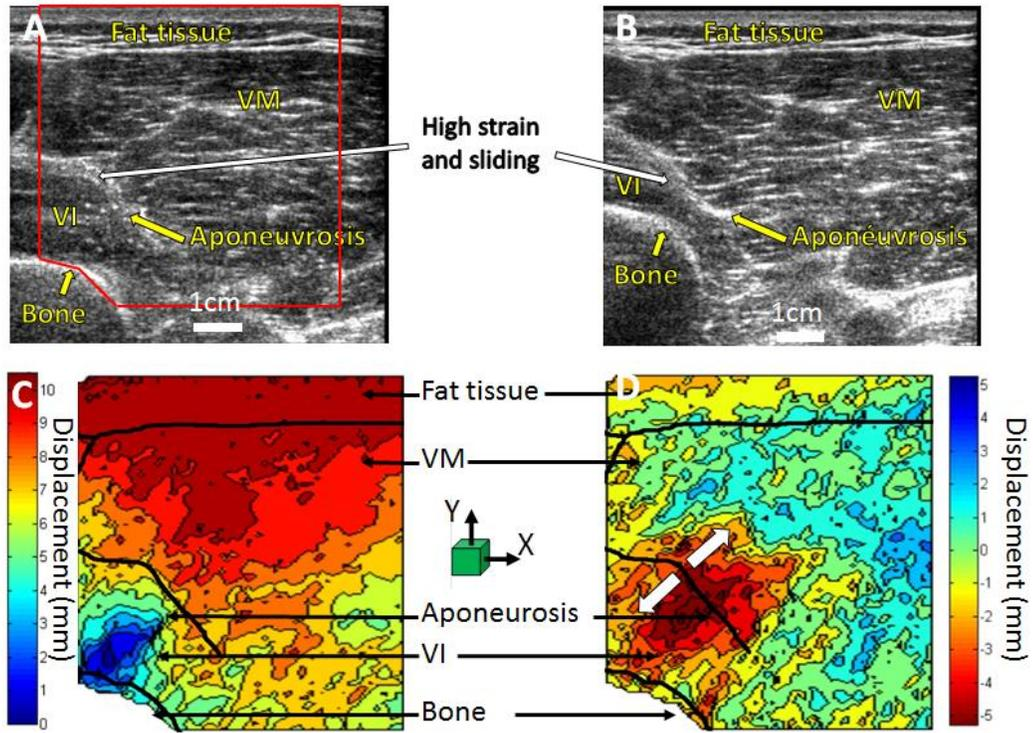 A
Fat tissue
VM
VI
Aponeuvrosis
Bone
1cm
High strain
and sliding
B
Fat tissue
VM
VI
Aponéuvrosis
Bone
1cm
C
10
9
8
7
6
5
4
3
2
1
0
Displacement (mm)
Fat tissue
VM
Y
X
Aponeurosis
VI
Bone
D
5
4
3
2
1
0
-1
-2
-3
-4
-5
Displacement (mm)